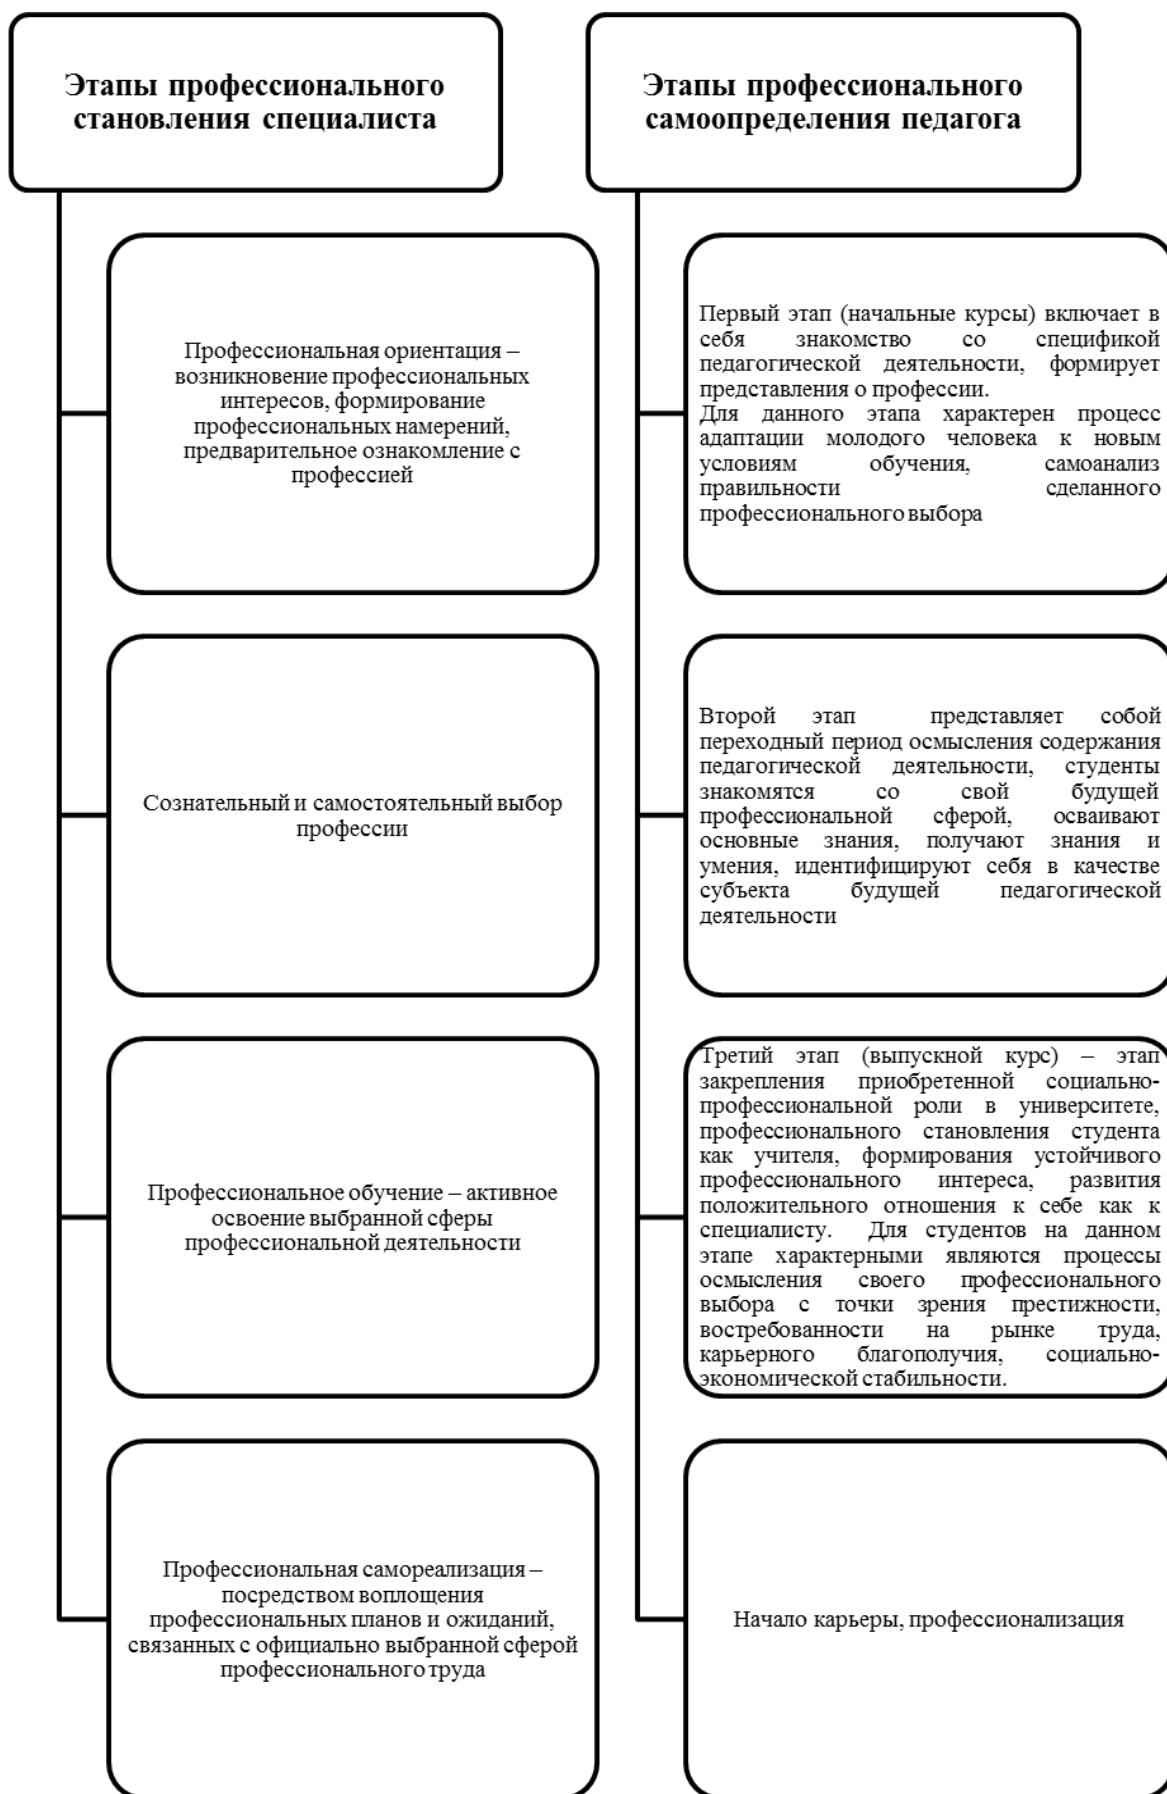 Этапы профессионального
становления специалиста
Профессиональная ориентация –
возникновение профессиональных
интересов, формирование
профессиональных намерений,
предварительное ознакомление с
профессией
Сознательный и самостоятельный выбор
профессии
Профессиональное обучение – активное
освоение выбранной сферы
профессиональной деятельности
Профессиональная самореализация –
посредством воплощения
профессиональных планов и ожиданий,
связанных с официально выбранной сферой
профессионального труда
Этапы профессионального
самоопределения педагога
Первый этап (начальные курсы) включает в
себя знакомство со спецификой
педагогической деятельности, формирует
представления о профессии.
Для данного этапа характерен процесс
адаптации молодого человека к новым
условиям обучения, самоанализ
правильности сделанного
профессионального выбора
Второй этап представляет собой
переходный период осмысления содержания
педагогической деятельности, студенты
знакомятся со свой будущей
профессиональной сферой, осваивают
основные знания, получают знания и
умения, идентифицируют себя в качестве
субъекта будущей педагогической
деятельности
Третий этап (выпускной курс) – этап
закрепления приобретенной социально-
профессиональной роли в университете,
профессионального становления студента
как учителя, формирования устойчивого
профессионального интереса, развития
положительного отношения к себе как к
специалисту. Для студентов на данном
этапе характерными являются процессы
осмысления своего профессионального
выбора с точки зрения престижности,
востребованности на рынке труда,
карьерного благополучия, социально-
экономической стабильности.
Начало карьеры, профессионализация